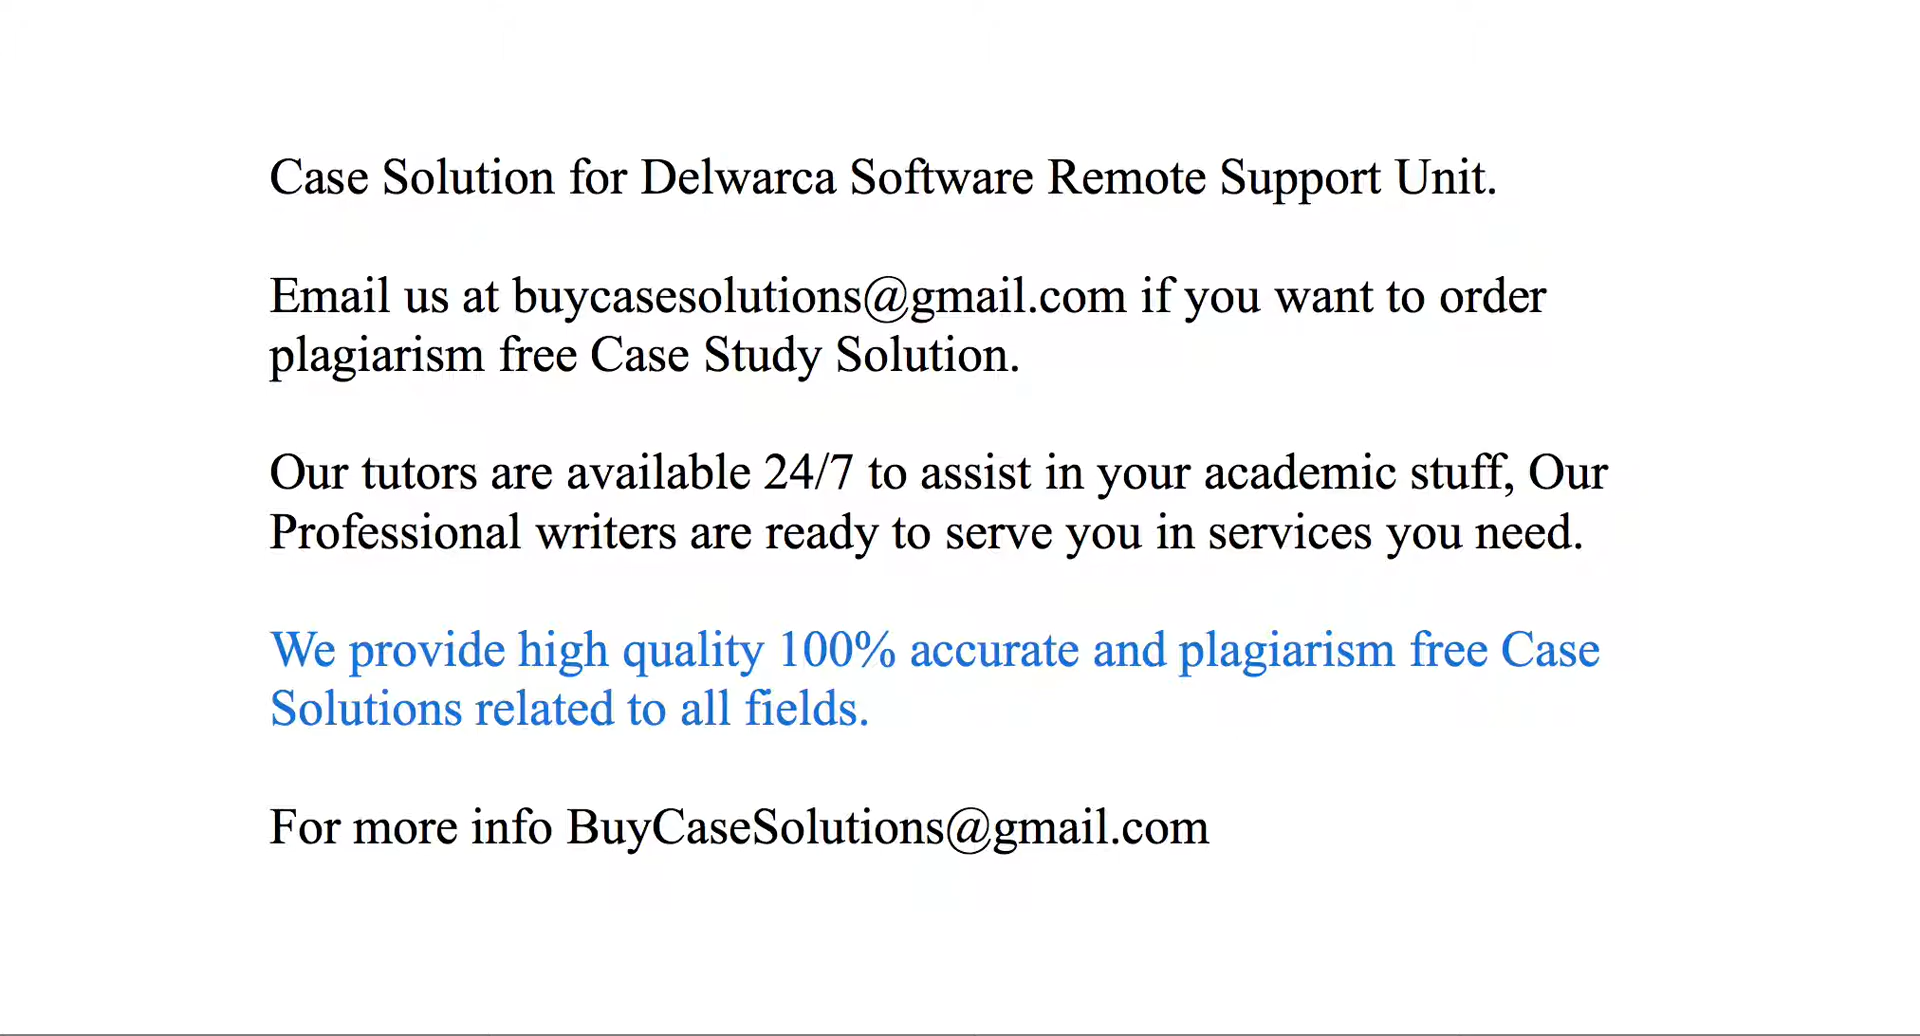 Case Solution for Delwarca Software Remote Support Unit.
Email us at buycasesolutions@gmail.com if you want to order
plagiarism free Case Study Solution.
Our tutors are available 24/7 to assist in your academic stuff, Our
Professional writers are ready to serve you in services you need.
We provide high quality 100% accurate and plagiarism free Case
Solutions related to all fields.
For more info BuyCaseSolutions@gmail.com